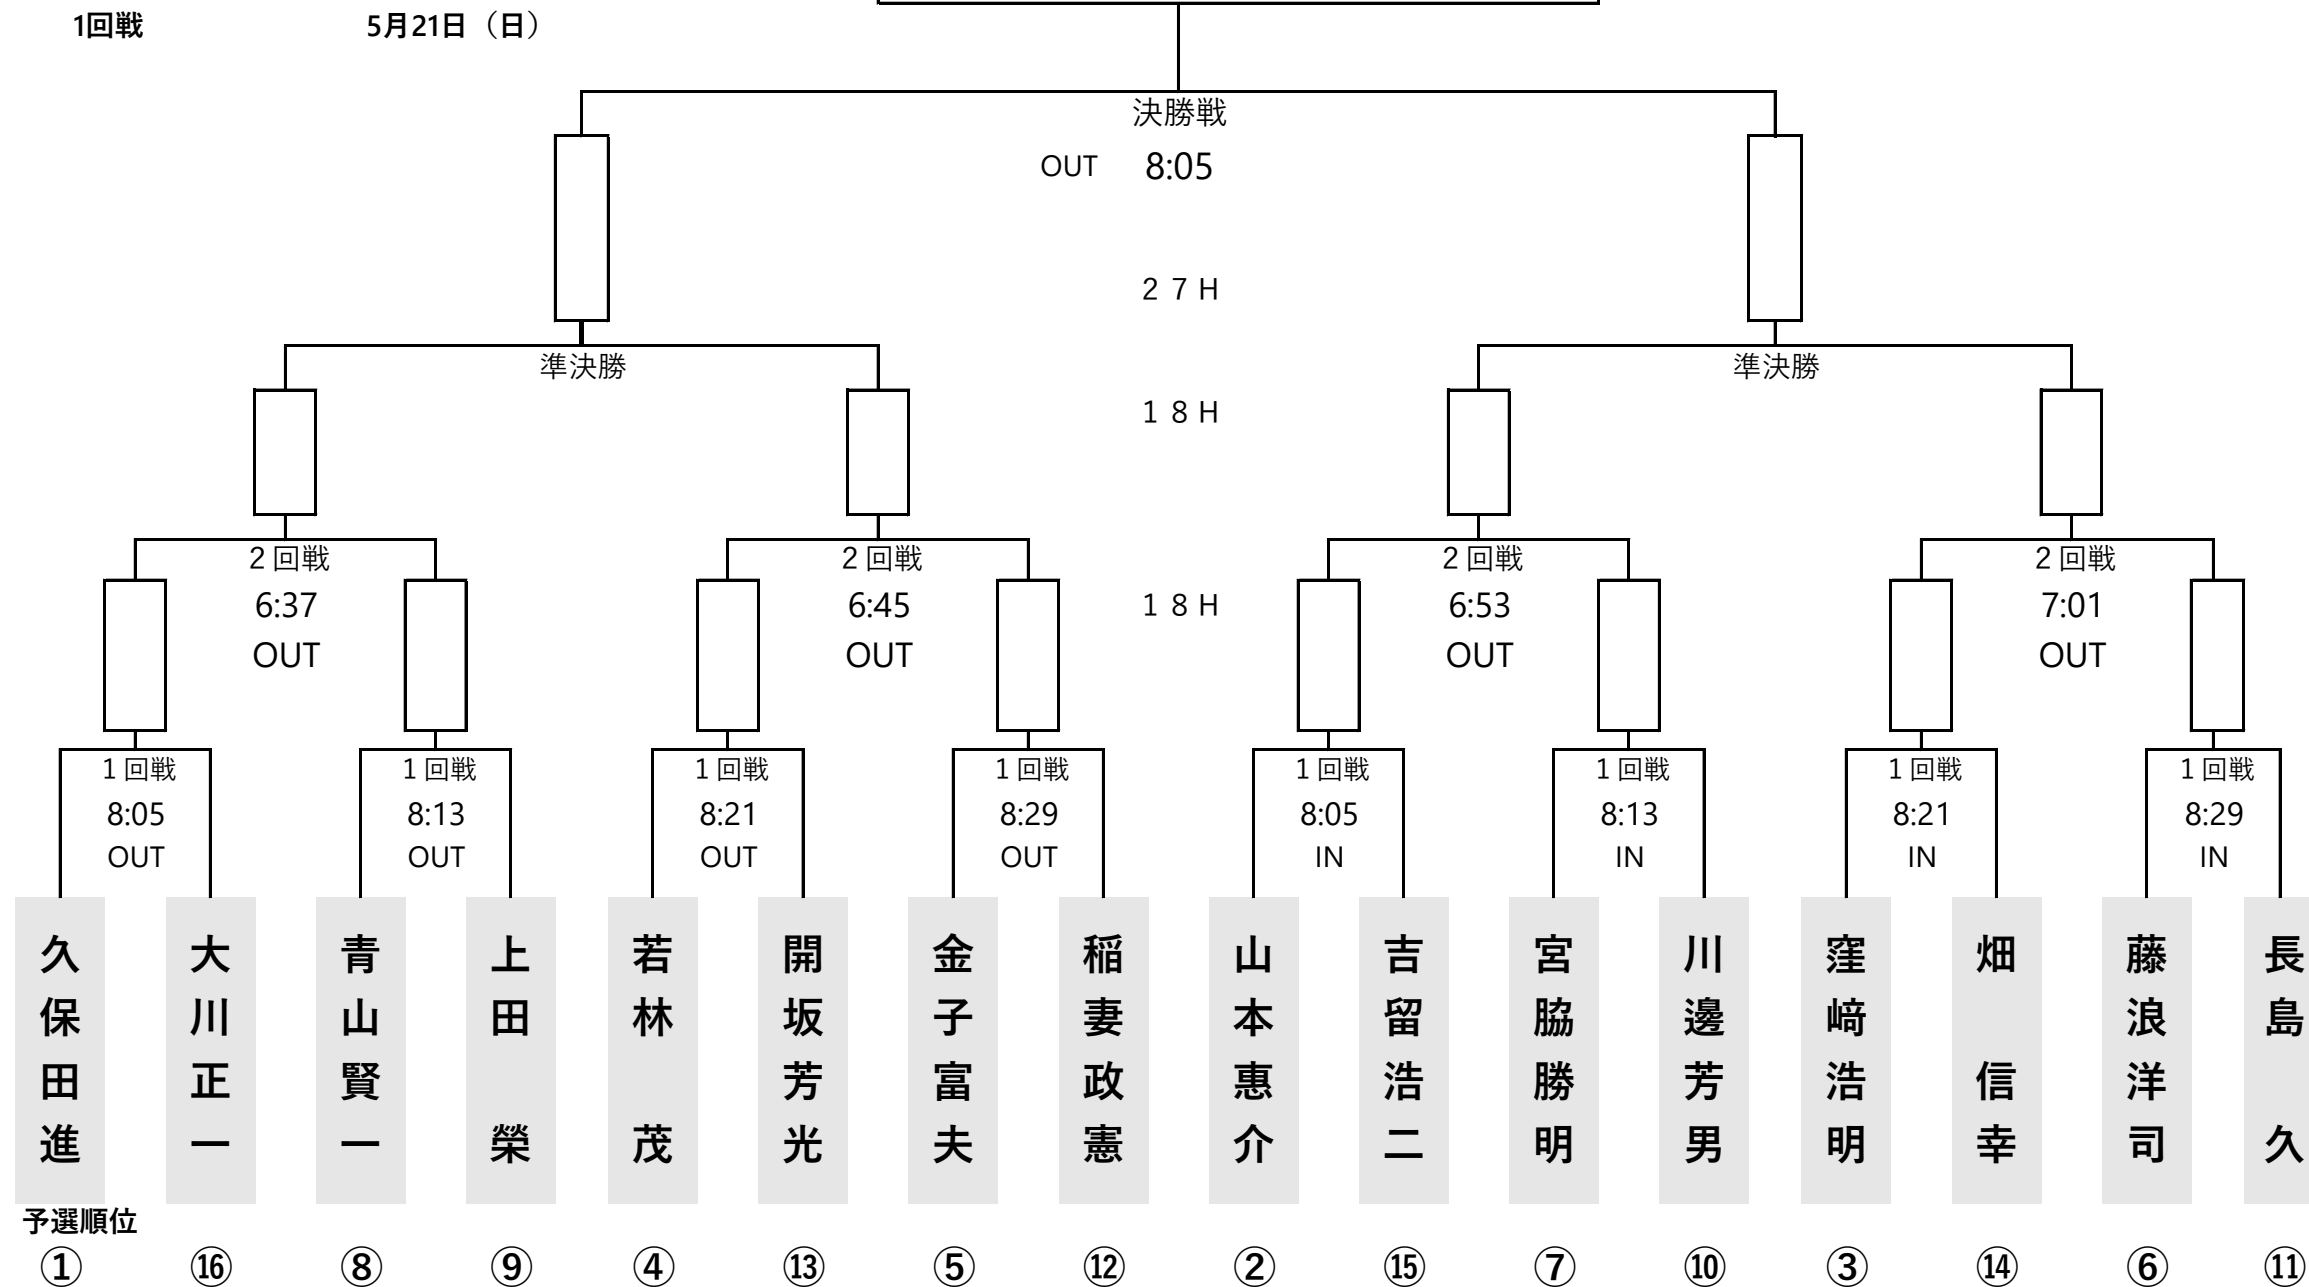 1回戦 5月21日（日）
決勝戦
OUT 8:05
２７H
準決勝 準決勝
１８H
２回戦 ２回戦 ２回戦 ２回戦
6:37 6:45 １８H 6:53 7:01
OUT OUT OUT OUT
１回戦 １回戦 １回戦 １回戦 １回戦 １回戦 １回戦 １回戦
8:05 8:13 8:21 8:29 8:05 8:13 8:21 8:29
OUT OUT OUT OUT IN IN IN IN
久保田進
大川正一
青山賢一
上田　榮
若林　茂
開坂芳光
金子富夫
稲妻政憲
山本惠介
吉留浩二
宮脇勝明
川邊芳男
窪﨑浩明
畑　信幸
藤浪洋司
長島　久
予選順位
① ⑯ ⑧ ⑨ ④ ⑬ ⑤ ⑫ ② ⑮ ⑦ ⑩ ③ ⑭ ⑥ ⑪